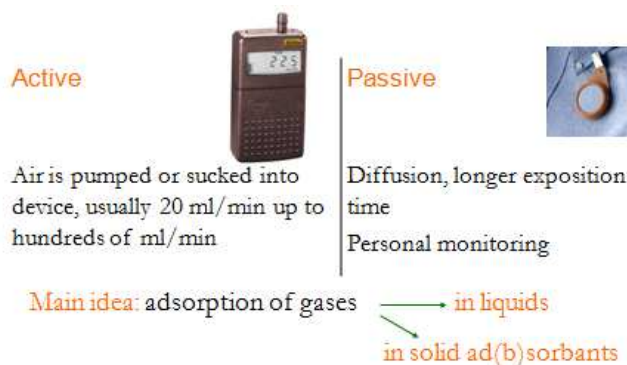 Active
Passive
225
Air is pumped or sucked into
device, usually 20 ml/min up to
hundreds of ml/min
Diffusion, longer exposition
time
Personal monitoring
Main idea: adsorption of gases
in liquids
in solid ad(b)sorbants